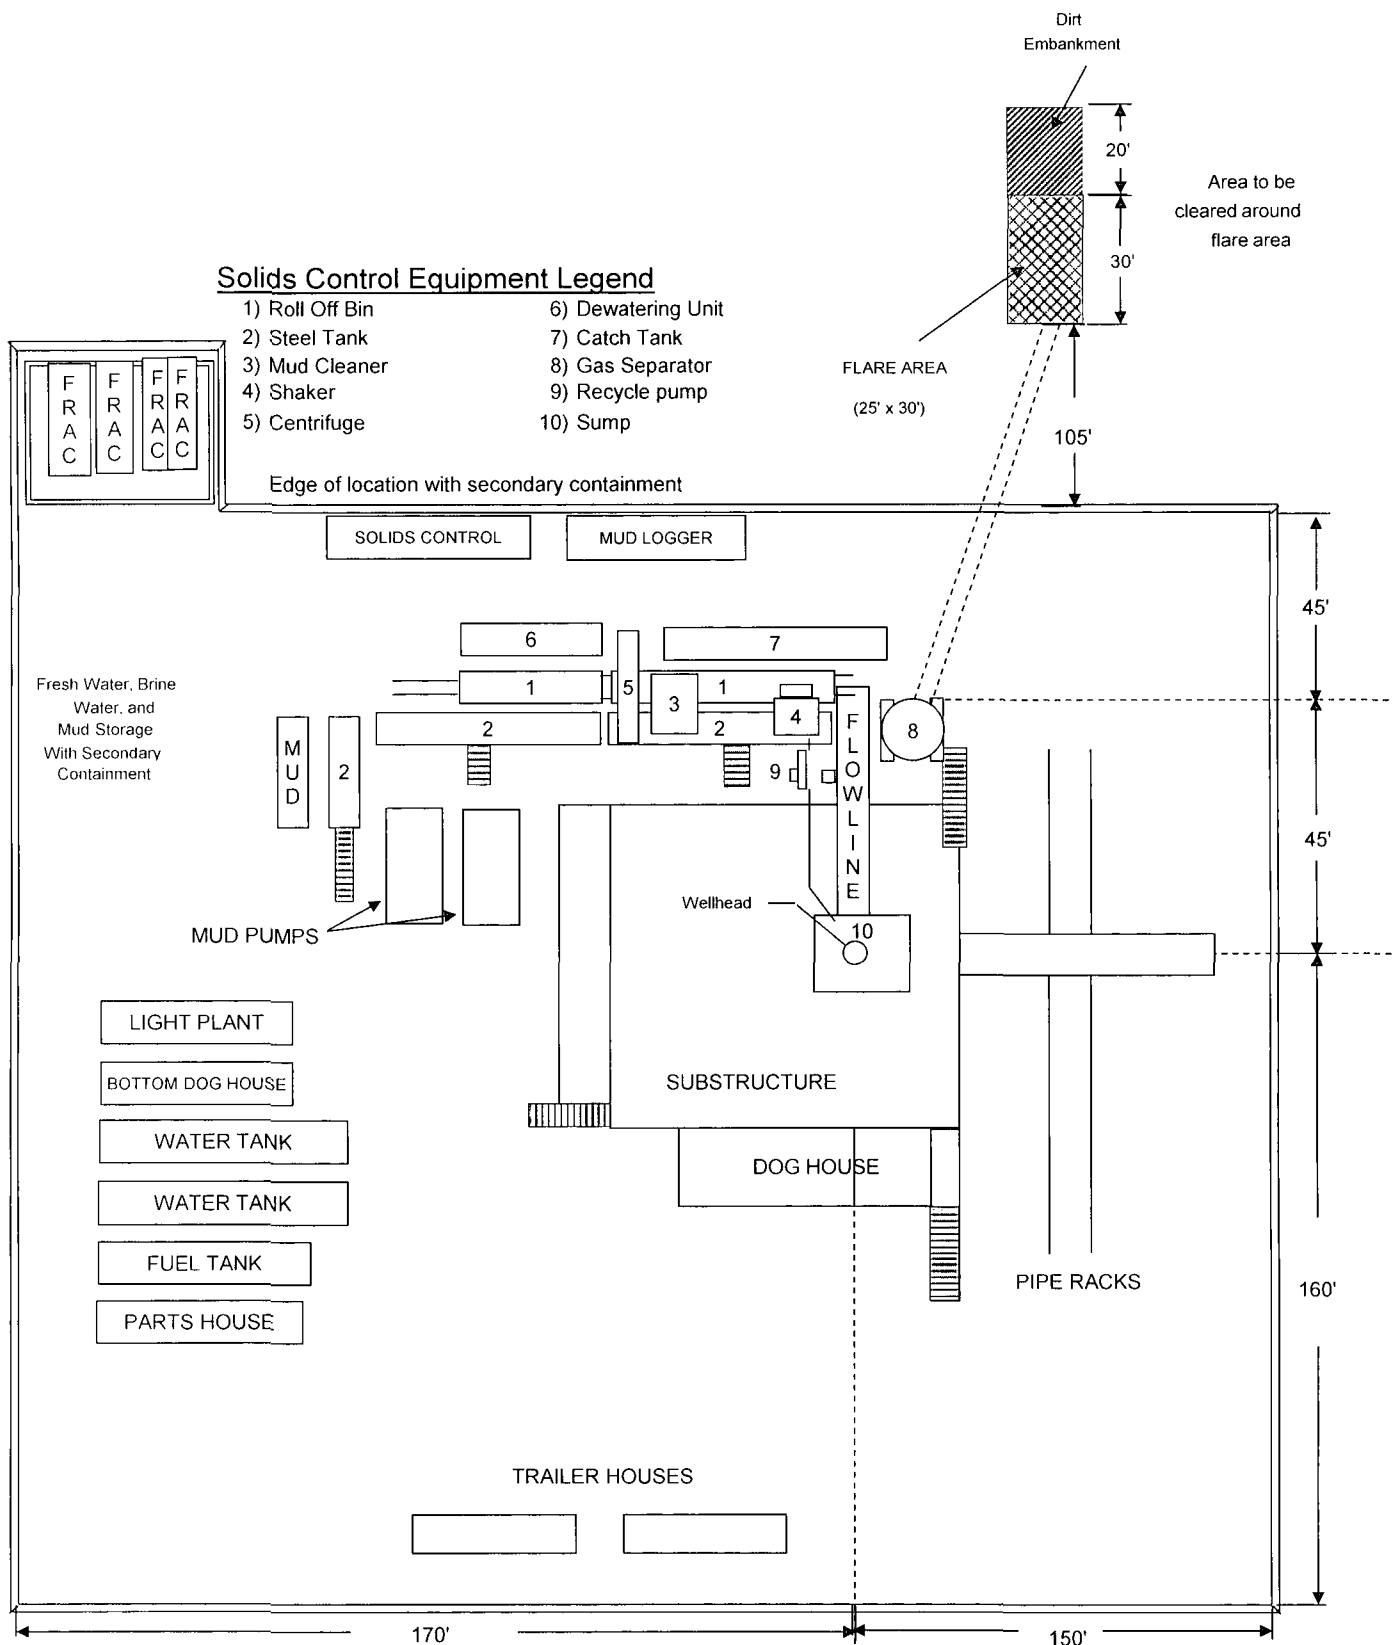 Dirt
Embankment
20'
Area to be
cleared around
flare area
30'
Solids Control Equipment Legend
1) Roll Off Bin
2) Steel Tank
3) Mud Cleaner
4) Shaker
5) Centrifuge
6) Dewatering Unit
7) Catch Tank
8) Gas Separator
9) Recycle pump
10) Sump
FLARE AREA
(25' x 30')
105'
FRAC
FRAC
FRAC
FRAC
Edge of location with secondary containment
SOLIDS CONTROL
MUD LOGGER
45'
6
7
Fresh Water, Brine
Water, and
Mud Storage
With Secondary
Containment
1
5
3
1
4
2
2
8
MUD
2
9
FLOWLINE
45'
Wellhead
10
MUD PUMPS
LIGHT PLANT
BOTTOM DOG HOUSE
SUBSTRUCTURE
WATER TANK
DOG HOUSE
WATER TANK
FUEL TANK
PIPE RACKS
160'
PARTS HOUSE
TRAILER HOUSES
170'
150'